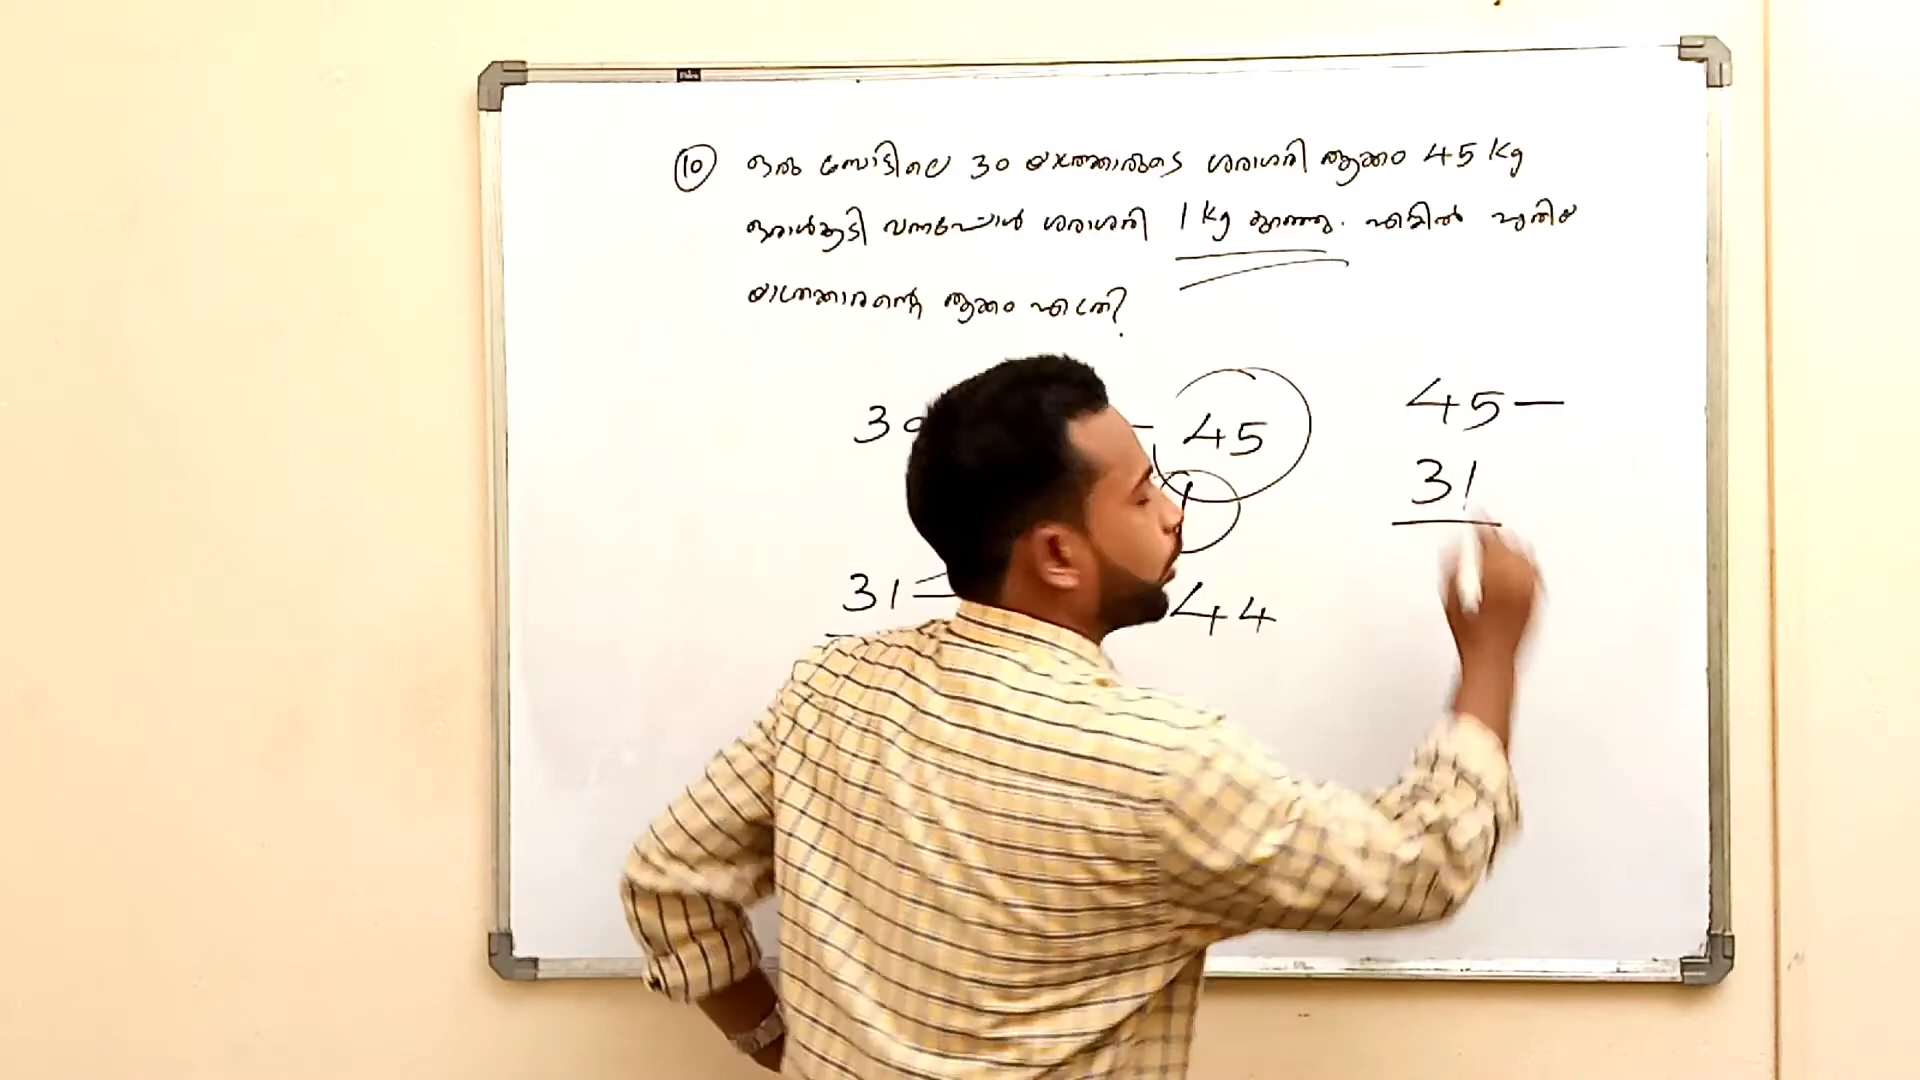 10 ഒരു ബോട്ടിലെ 30 യാത്രക്കാരുടെ ശരാശരി തൂക്കം 45 kg
ഒരാൾകൂടി വന്നപ്പോൾ ശരാശരി 1 kg കുറഞ്ഞു. എങ്കിൽ പുതിയ
യാത്രക്കാരന്റെ തൂക്കം എത്ര?
30 - 45 45 -
1 31
31 = 44